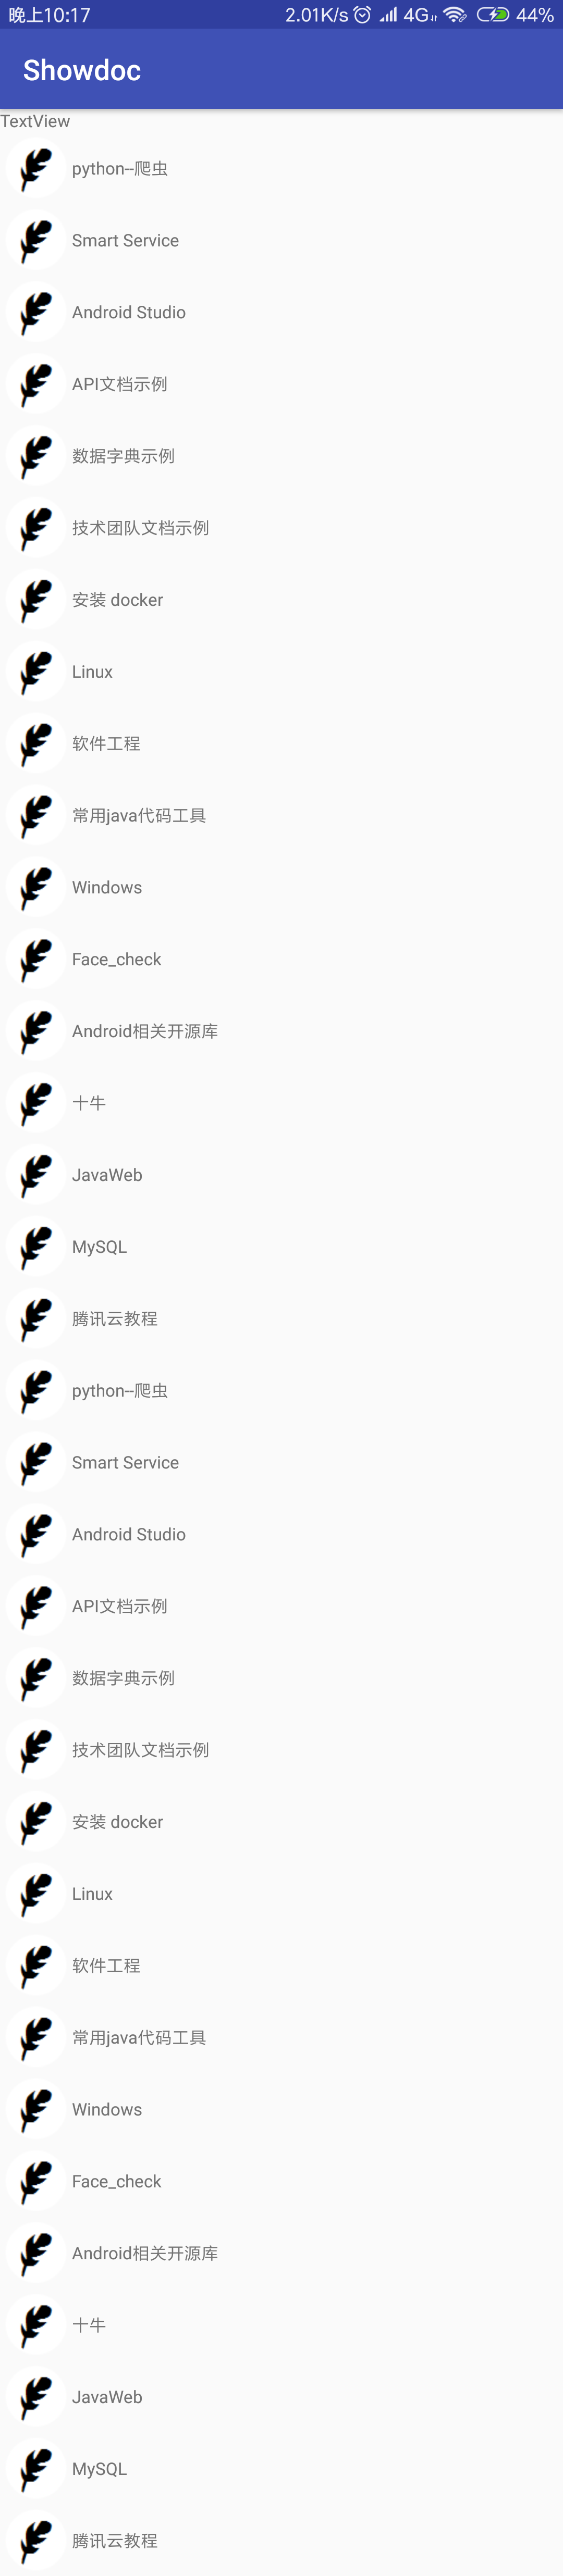 晚上10:17 2.01K/s 4G 44%
Showdoc
TextView
python--爬虫
Smart Service
Android Studio
API文档示例
数据字典示例
技术团队文档示例
安装 docker
Linux
软件工程
常用java代码工具
Windows
Face_check
Android相关开源库
十牛
JavaWeb
MySQL
腾讯云教程
python--爬虫
Smart Service
Android Studio
API文档示例
数据字典示例
技术团队文档示例
安装 docker
Linux
软件工程
常用java代码工具
Windows
Face_check
Android相关开源库
十牛
JavaWeb
MySQL
腾讯云教程